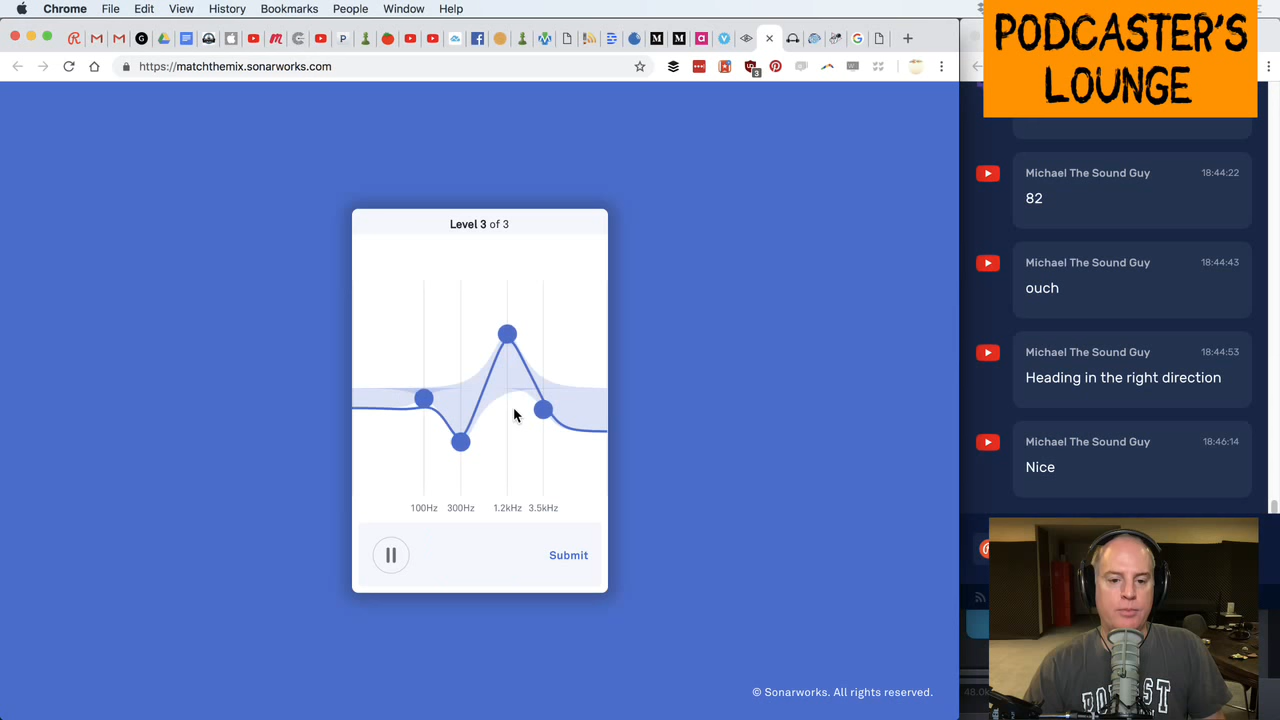 Chrome File Edit View History Bookmarks People Window Help
https://matchthemix.sonarworks.com
3
PODCASTER'S
LOUNGE
Michael The Sound Guy 18:44:22
82
Michael The Sound Guy 18:44:43
ouch
Michael The Sound Guy 18:44:53
Heading in the right direction
Michael The Sound Guy 18:46:14
Nice
Level 3 of 3
100Hz 300Hz 1.2kHz 3.5kHz
Submit
© Sonarworks. All rights reserved.